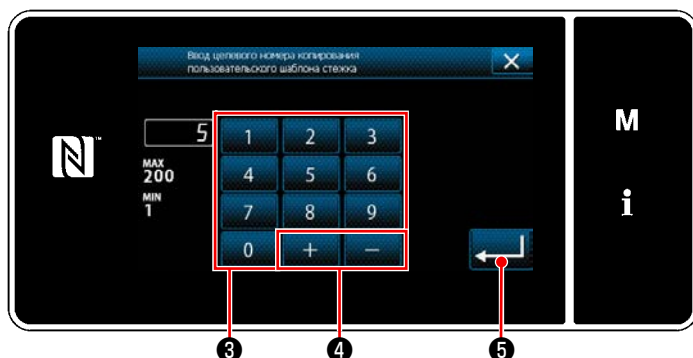 Ввод целевого номера копирования
пользовательского шаблона стежка
5
MAX
200
MIN
1
1 2 3
4 5 6
7 8 9
0 + −
M
i
❸ ❹ ❺